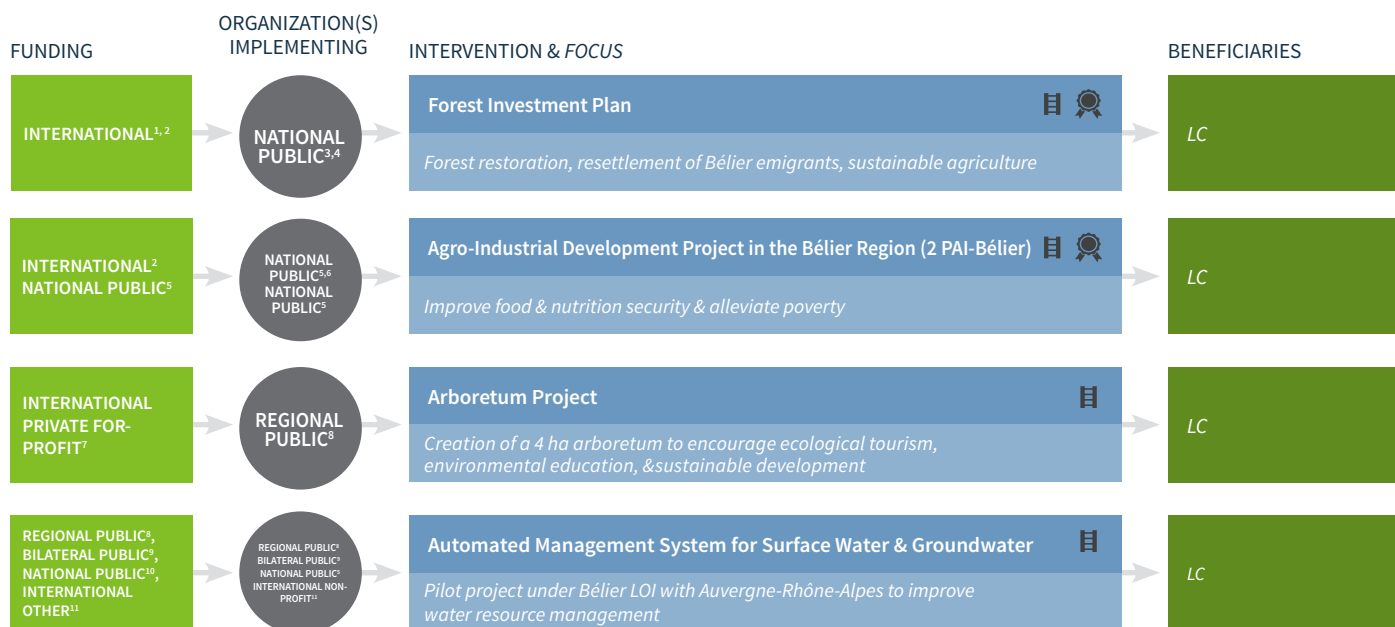 FUNDING
ORGANIZATION(S)
IMPLEMENTING
INTERVENTION & FOCUS
BENEFICIARIES
INTERNATIONAL¹, ²
NATIONAL
PUBLIC³,⁴
Forest Investment Plan
Forest restoration, resettlement of Bélier emigrants, sustainable agriculture
LC
INTERNATIONAL²
NATIONAL PUBLIC⁵
NATIONAL
PUBLIC⁵,⁶
NATIONAL
PUBLIC⁵
Agro-Industrial Development Project in the Bélier Region (2 PAI-Bélier)
Improve food & nutrition security & alleviate poverty
LC
INTERNATIONAL
PRIVATE FOR-
PROFIT⁷
REGIONAL
PUBLIC⁸
Arboretum Project
Creation of a 4 ha arboretum to encourage ecological tourism,
environmental education, &sustainable development
LC
REGIONAL PUBLIC⁸,
BILATERAL PUBLIC⁹,
NATIONAL PUBLIC¹⁰,
INTERNATIONAL
OTHER¹¹
REGIONAL PUBLIC⁸
BILATERAL PUBLIC⁹
NATIONAL PUBLIC⁵
INTERNATIONAL NON-
PROFIT¹¹
Automated Management System for Surface Water & Groundwater
Pilot project under Bélier LOI with Auvergne-Rhône-Alpes to improve
water resource management
LC